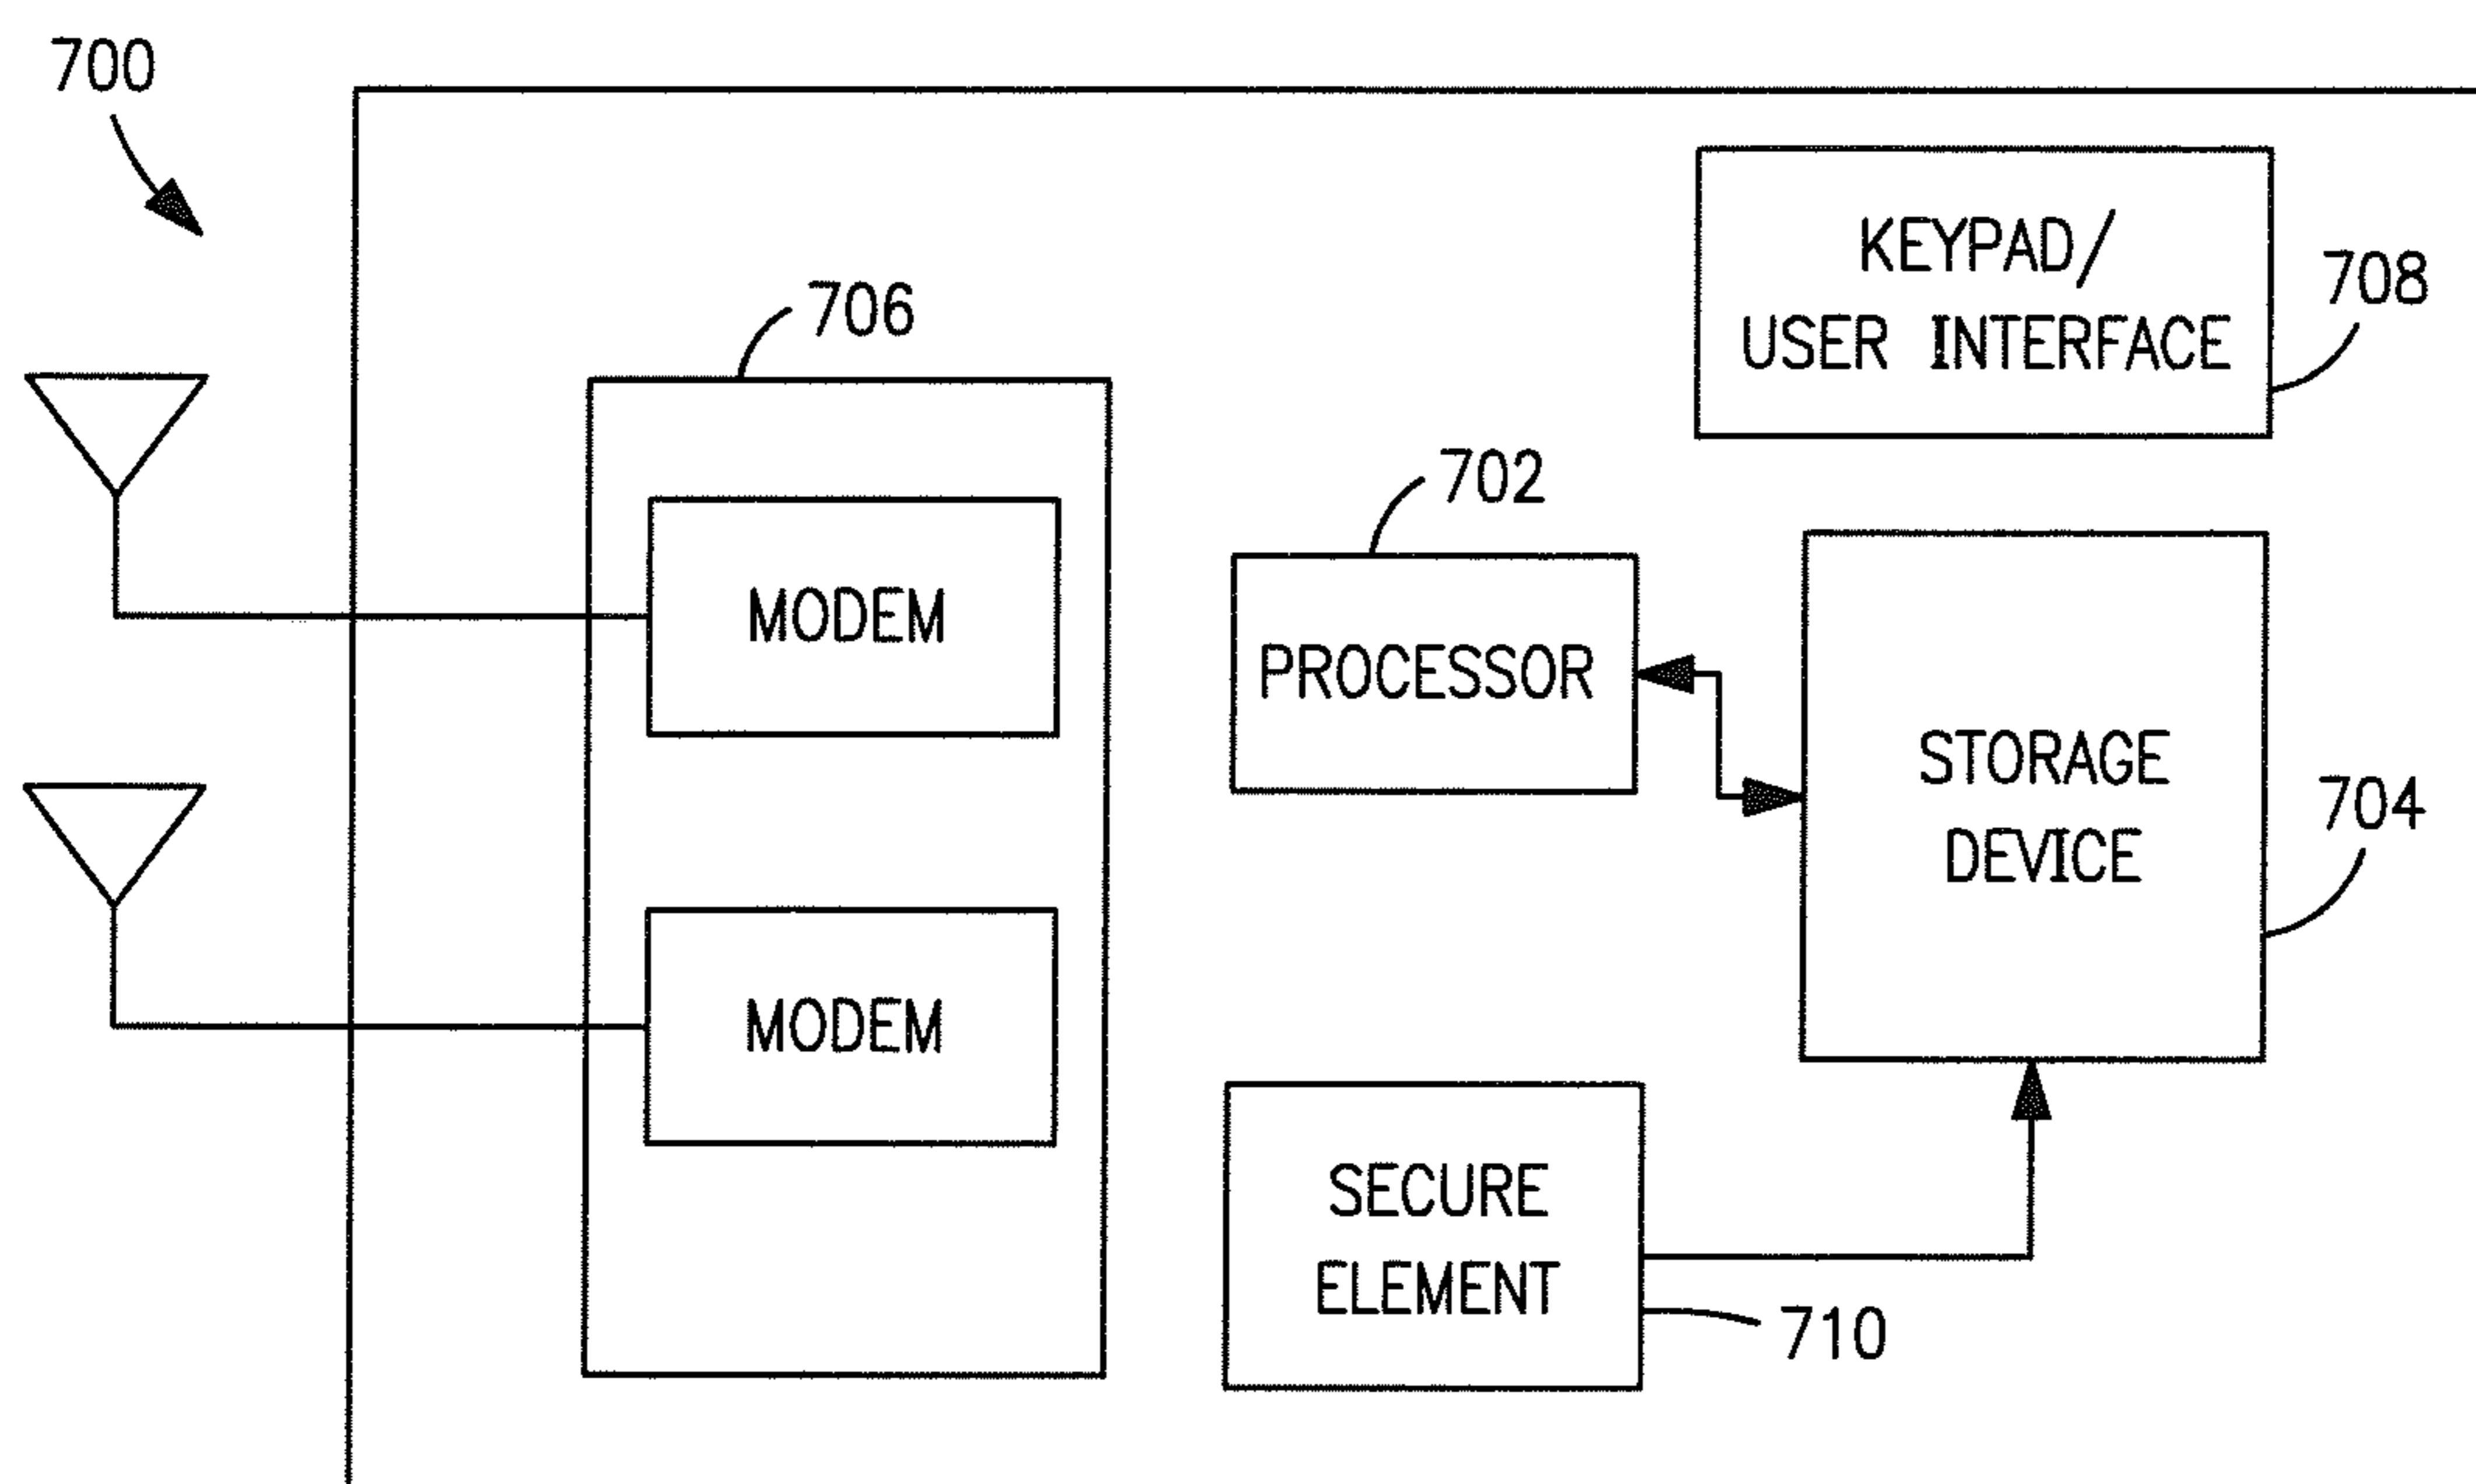 700
706
MODEM
MODEM
KEYPAD/
USER INTERFACE
708
702
PROCESSOR
STORAGE
DEVICE
704
SECURE
ELEMENT
710